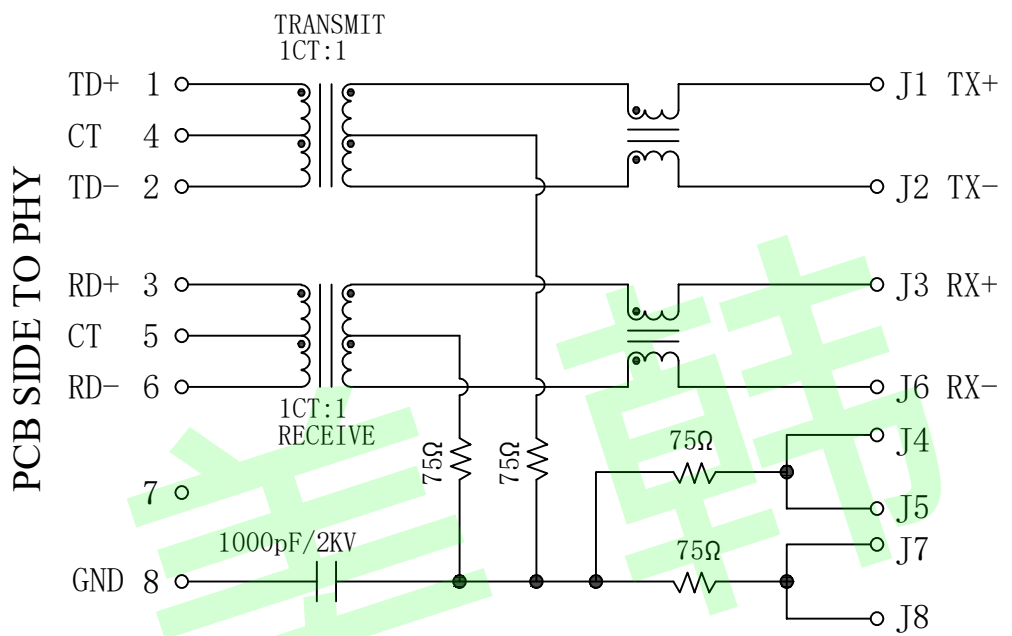 TRANSMIT
1CT:1
TD+ 1
J1 TX+
CT 4
TD- 2
J2 TX-
PCB SIDE TO PHY
RD+ 3
J3 RX+
CT 5
RD- 6
J6 RX-
1CT:1
RECEIVE
75Ω
75Ω
75Ω
J4
7
J5
1000pF/2KV
75Ω
J7
GND 8
J8